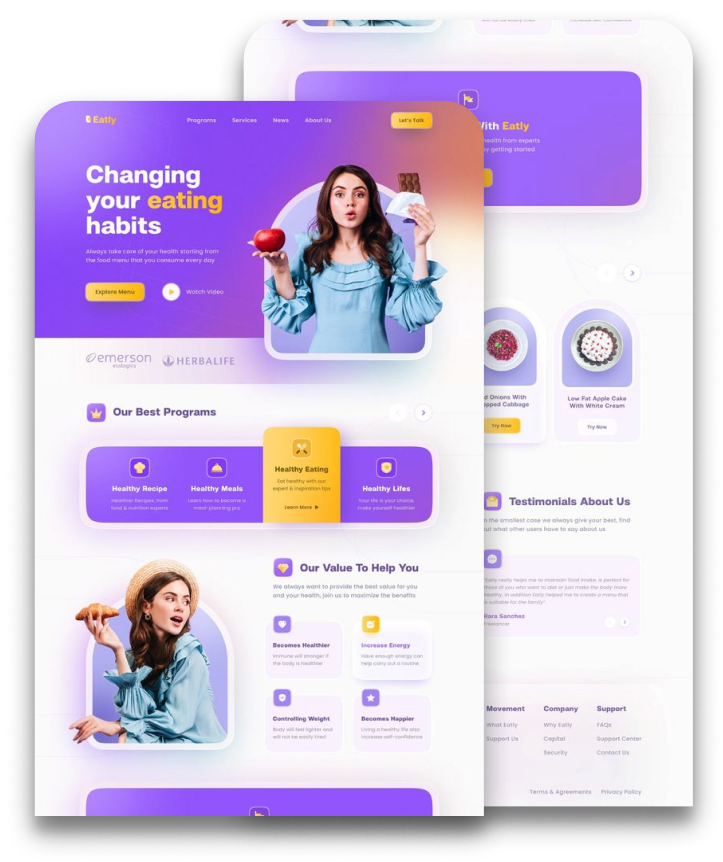 Eatly
Programs Services News About Us
Let's Talk
Changing
your eating
habits
Always take care of your health starting from
the food menu that you consume every day
Explore Menu Watch Video
emerson
ecologics
HERBALIFE
Our Best Programs
Healthy Recipe
Healthier Recipes, from
food & nutrition experts
Healthy Meals
Learn how to become a
meal-planning pro
Healthy Eating
Eat healthy with our
expert & inspiration tips
Learn More
Healthy Lifes
Your life is your choice,
make yourself healthier
Our Value To Help You
We always want to provide the best value for you
and your health, join us to maximize the benefits
Becomes Healthier
Immune will stronger if
the body is healthier
Increase Energy
Have enough energy can
help carry out a routine
Controlling Weight
Body will feel lighter and
will not be easily tired
Becomes Happier
Living a healthy life also
increase self-confidence
With Eatly
health from experts
by getting started
Onions With
Cabbage
Try Now
Low Fat Apple Cake
With White Cream
Try Now
Testimonials About Us
In the smallest case we always give your best, find
out what other users have to say about us
"Eatly really helps me to maintain food intake, is perfect for
those of you who want to diet or just make the body more
healthy. In addition Eatly helped me to create a menu that
is suitable for the family"
Kiara Sanchez
Freelancer
Movement
What Eatly
Support Us
Company
Why Eatly
Capital
Security
Support
FAQs
Support Center
Contact Us
Terms & Agreements Privacy Policy